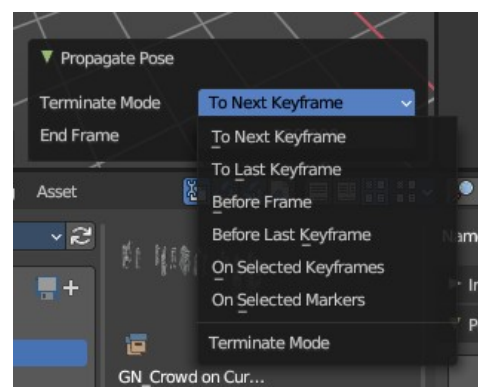 Propagate Pose
Terminate Mode To Next Keyframe
End Frame
To Next Keyframe
To Last Keyframe
Before Frame
Before Last Keyframe
On Selected Keyframes
On Selected Markers
Terminate Mode
Asset
GN_Crowd on Cur...